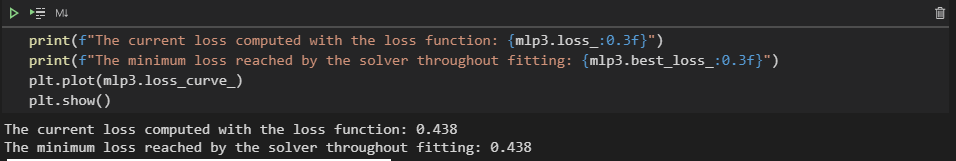 M↓
print(f"The current loss computed with the loss function: {mlp3.loss_:0.3f}")
print(f"The minimum loss reached by the solver throughout fitting: {mlp3.best_loss_:0.3f}")
plt.plot(mlp3.loss_curve_)
plt.show()
The current loss computed with the loss function: 0.438
The minimum loss reached by the solver throughout fitting: 0.438